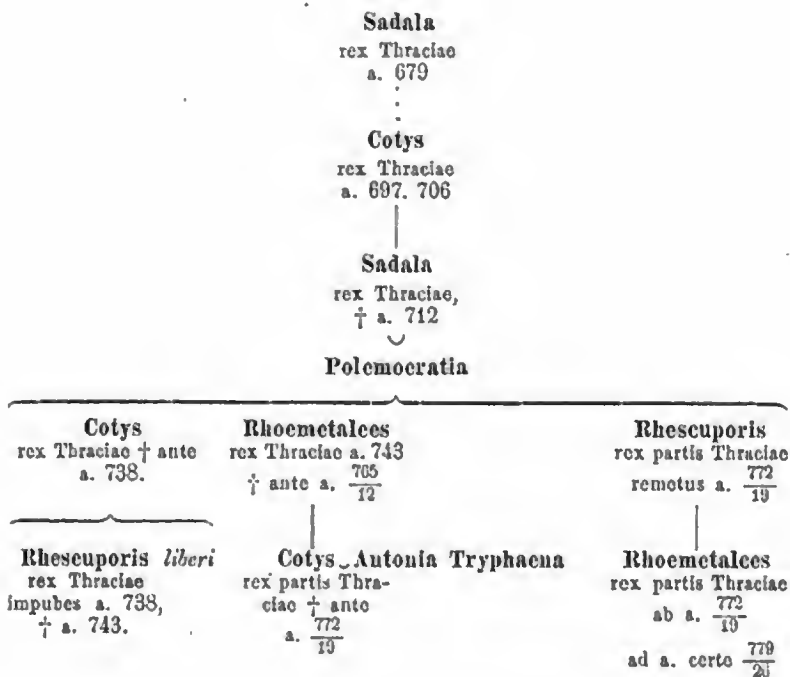 Sadala
rex Thraciae
a. 679
Cotys
rex Thraciae
a. 697. 706
Sadala
rex Thraciae,
† a. 712
Polemocratia
Cotys
rex Thraciae † ante
a. 738.
Rhoemetalces
rex Thraciae a. 743
† ante a. 765/12
Rhescuporis
rex partis Thraciae
remotus a. 772/19
Rhescuporis liberi
rex Thraciae
impubes a. 738,
† a. 743.
Cotys Antonia Tryphaena
rex partis Thra-
ciae † ante
a. 772/19
Rhoemetalces
rex partis Thraciae
ab a. 772/19
ad a. certo 779/26